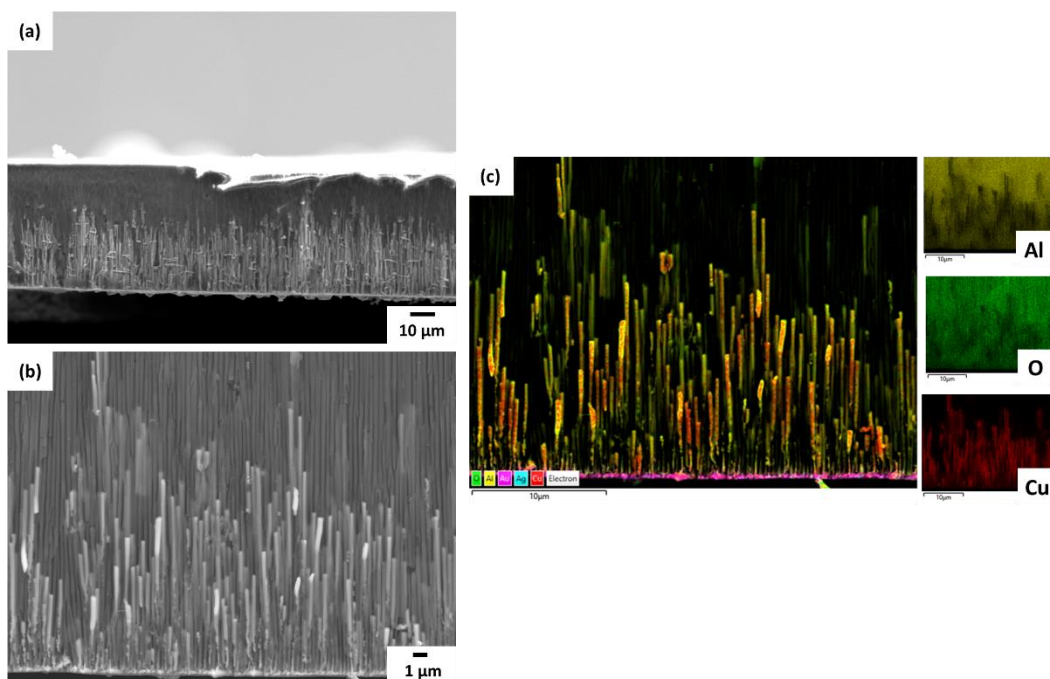 (a)
10 µm
(b)
1 µm
(c)
O Al Au Ag Cu Electron
10µm
Al
10µm
O
10µm
Cu
10µm